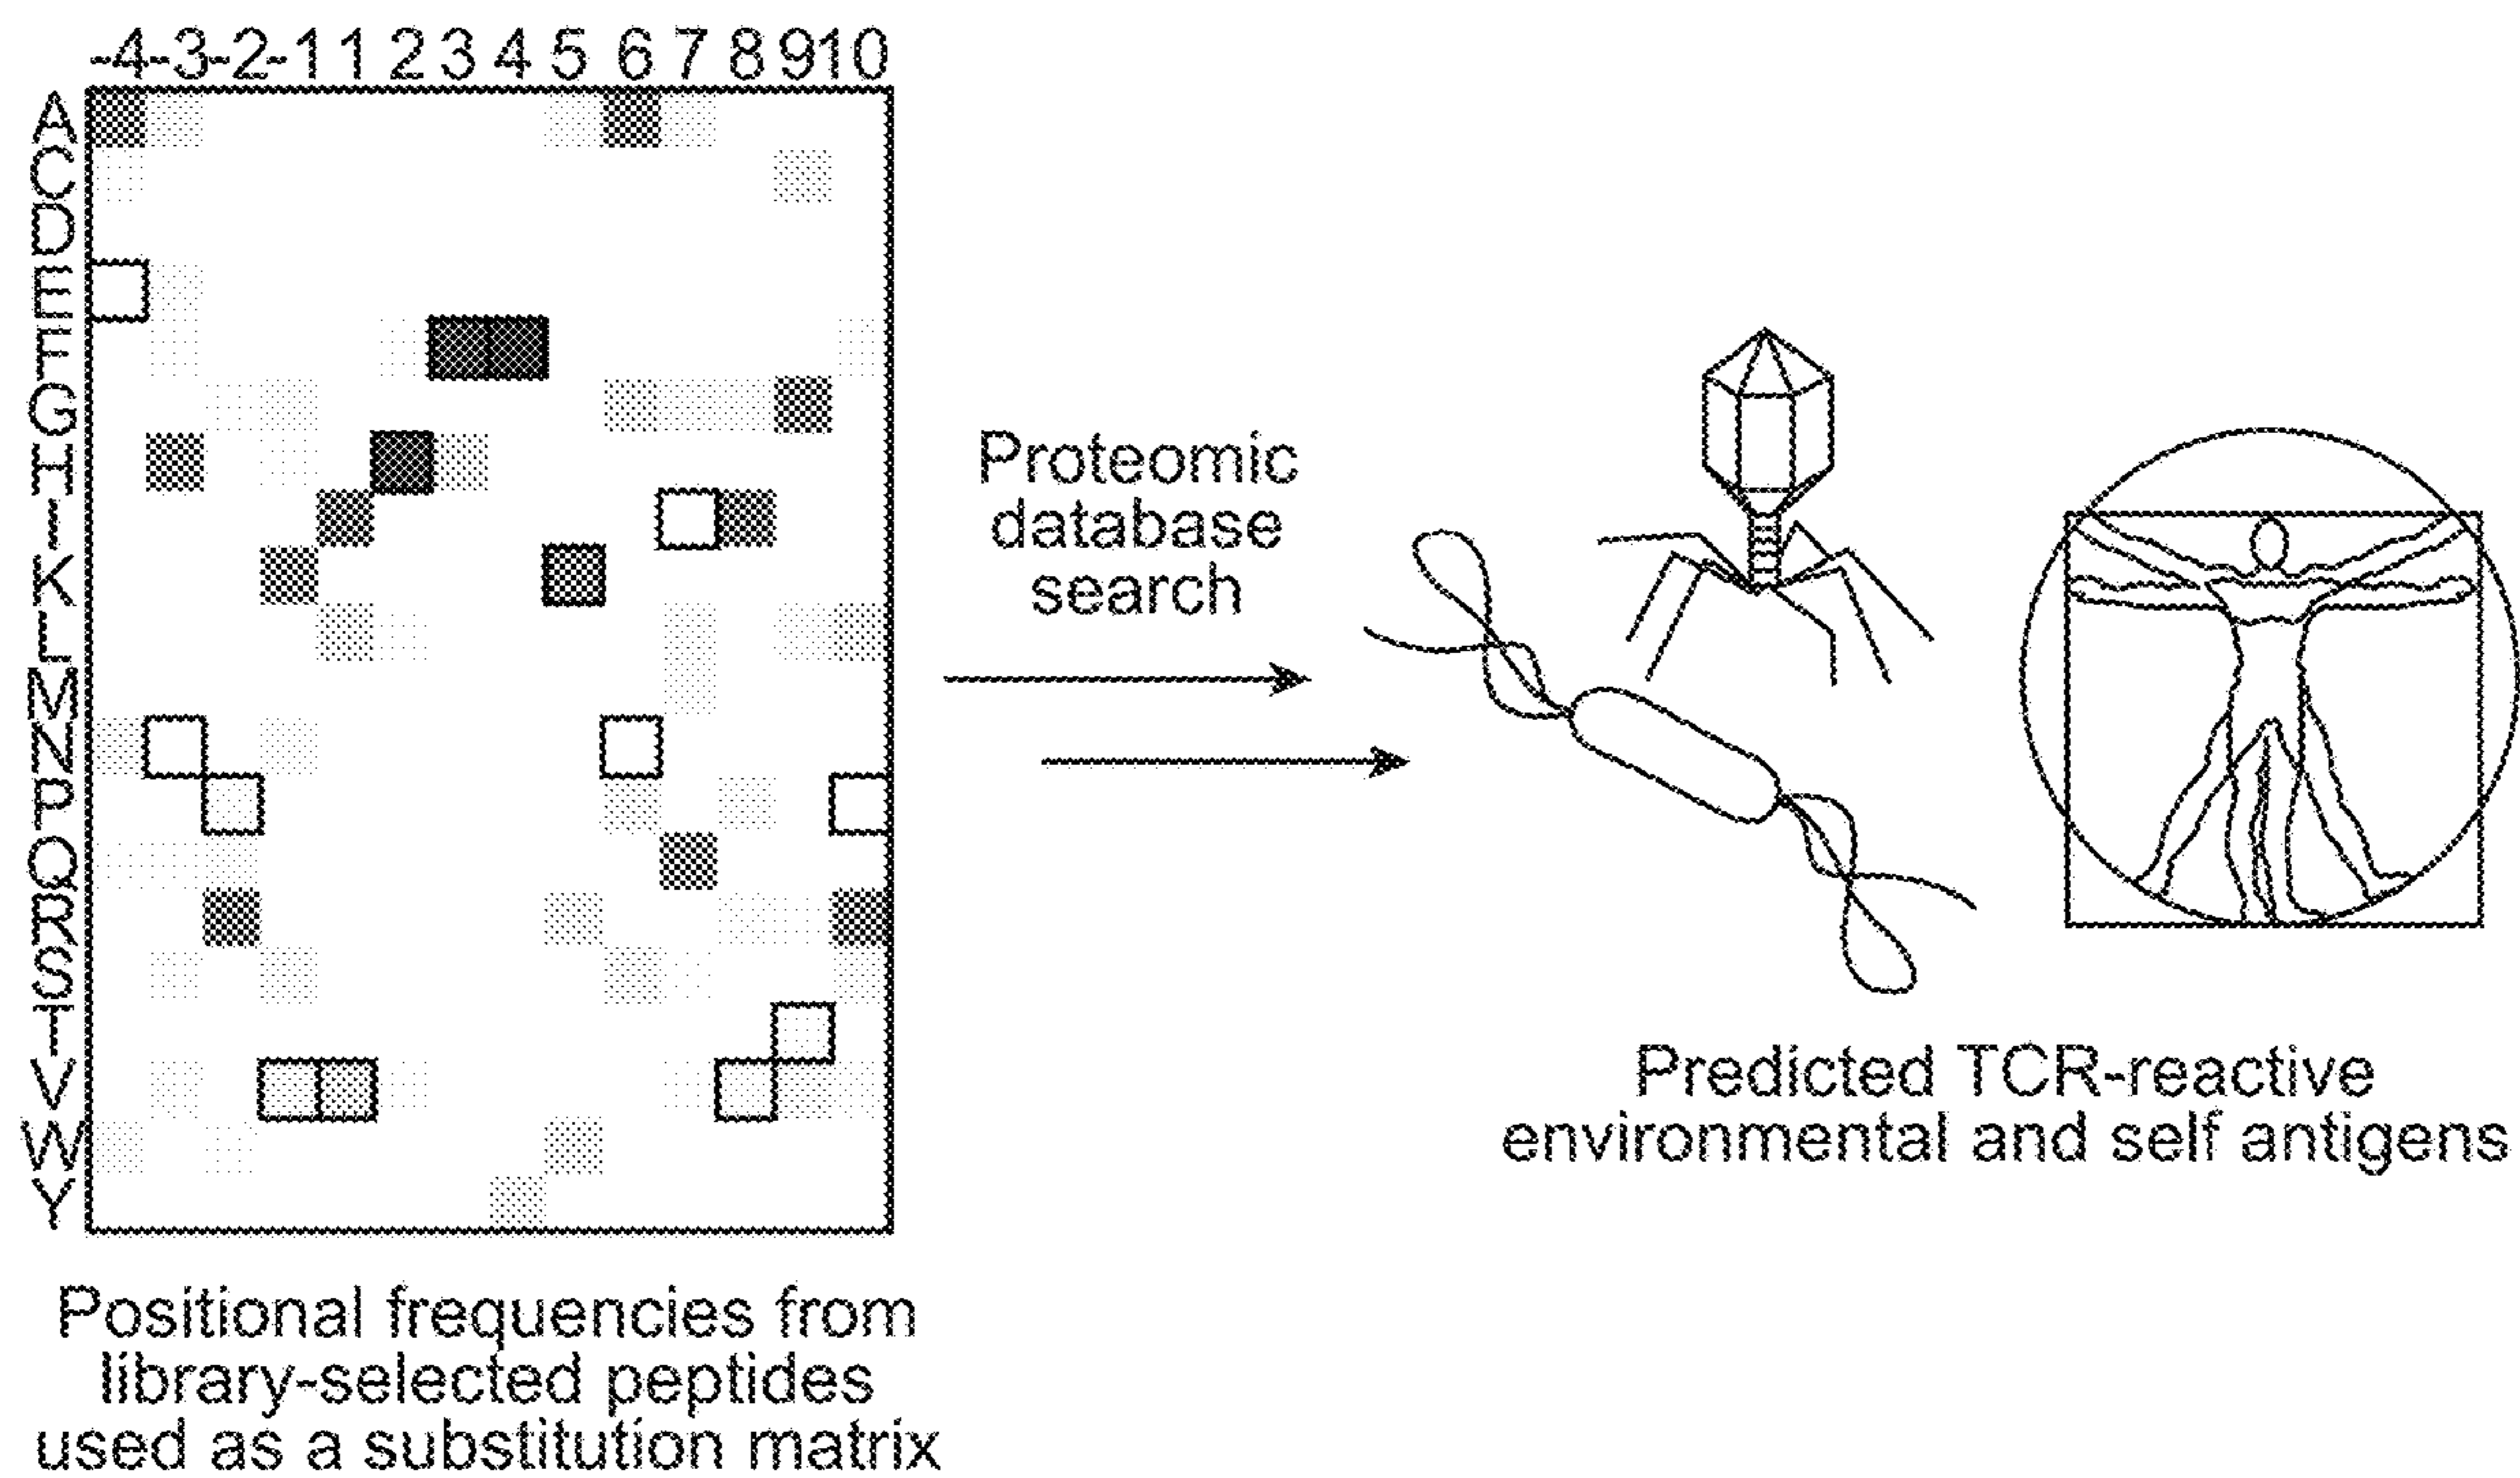 -4-3-2-1 1 2 3 4 5 6 7 8 9 10
A
C
D
E
F
G
H
I
K
L
M
N
P
Q
R
S
T
V
W
Y
Proteomic
database
search
Predicted TCR-reactive
environmental and self antigens
Positional frequencies from
library-selected peptides
used as a substitution matrix